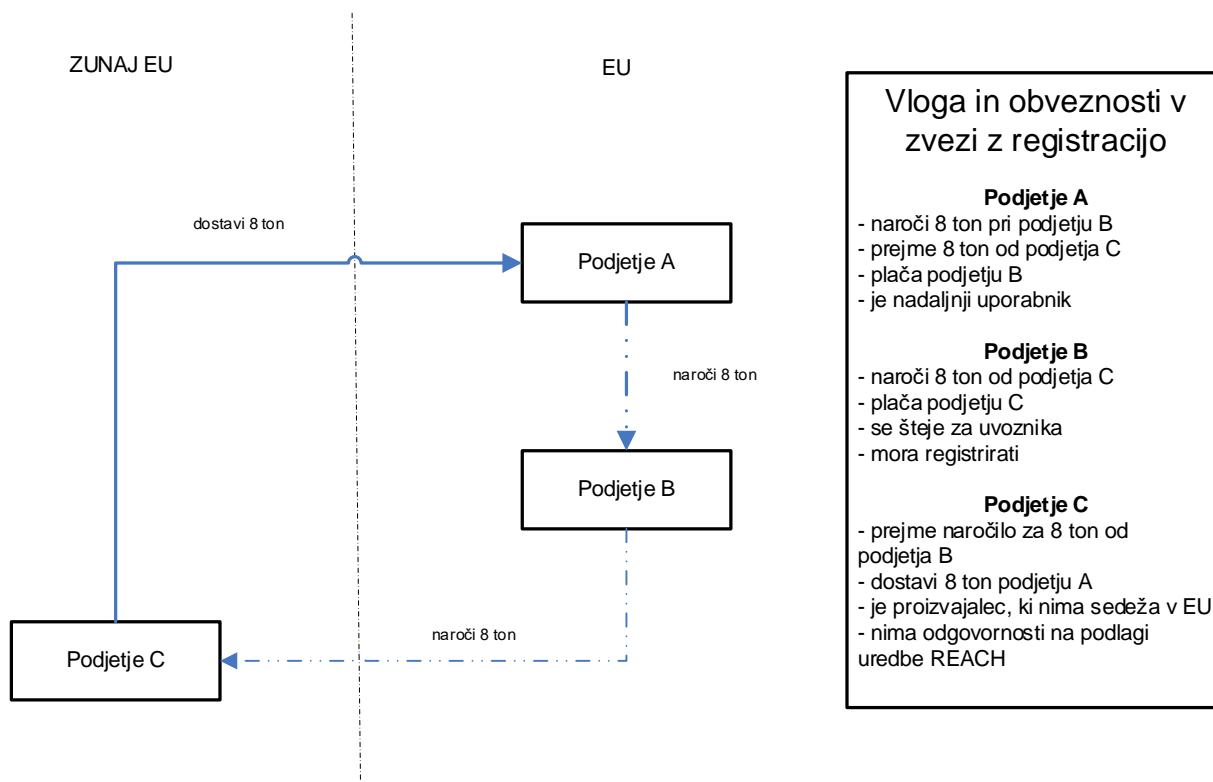 ZUNAJ EU
EU
dostavi 8 ton
Podjetje A
naroči 8 ton
Podjetje B
naroči 8 ton
Podjetje C
Vloga in obveznosti v
zvezi z registracijo
Podjetje A
- naroči 8 ton pri podjetju B
- prejme 8 ton od podjetja C
- plača podjetju B
- je nadaljnji uporabnik
Podjetje B
- naroči 8 ton od podjetja C
- plača podjetju C
- se šteje za uvoznika
- mora registrirati
Podjetje C
- prejme naročilo za 8 ton od
podjetja B
- dostavi 8 ton podjetju A
- je proizvajalec, ki nima sedeža v EU
- nima odgovornosti na podlagi
uredbe REACH